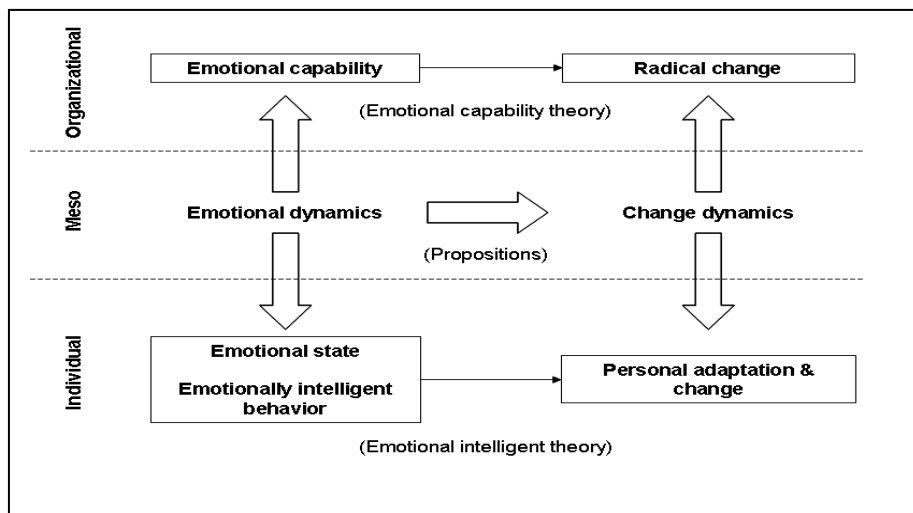 Organizational
Emotional capability
Radical change
(Emotional capability theory)
Meso
Emotional dynamics
Change dynamics
(Propositions)
Individual
Emotional state
Emotionally intelligent
behavior
Personal adaptation &
change
(Emotional intelligent theory)